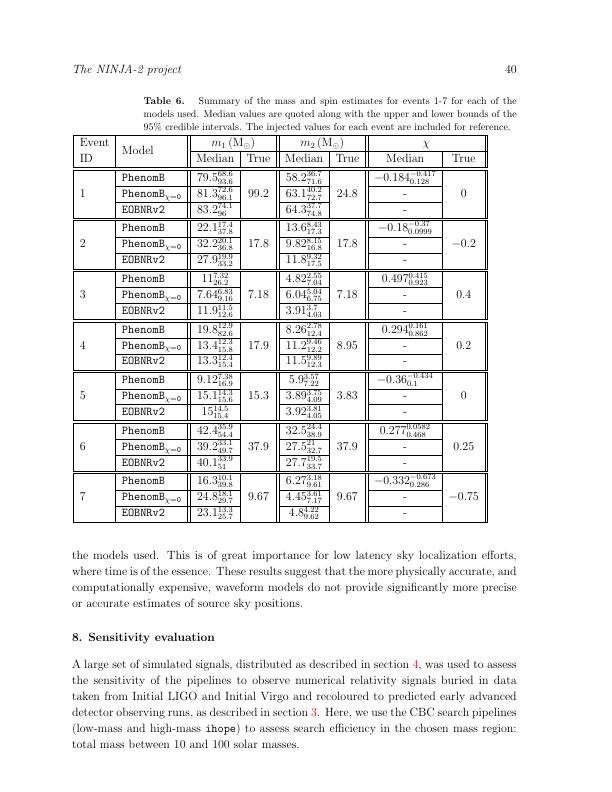 The NINJA-2 project 40
Table 6. Summary of the mass and spin estimates for events 1-7 for each of the
models used. Median values are quoted along with the upper and lower bounds of the
95% credible intervals. The injected values for each event are included for reference.
Event ID Model m₁ (M⊙) m₂ (M⊙) χ
Median True Median True Median True
1 PhenomB 79.5^{68.6}_{93.6} 99.2 58.2^{36.7}_{71.6} 24.8 −0.184^{−0.417}_{0.128} 0
PhenomB_{χ=0} 81.3^{72.6}_{96.1} 63.1^{40.2}_{72.7} -
EOBNRv2 83.2^{74.1}_{96} 64.3^{37.7}_{74.8} -
2 PhenomB 22.1^{17.4}_{37.8} 17.8 13.6^{8.43}_{17.3} 17.8 −0.18^{−0.37}_{0.0999} −0.2
PhenomB_{χ=0} 32.2^{20.1}_{36.8} 9.82^{8.15}_{16.8} -
EOBNRv2 27.9^{19.9}_{33.2} 11.8^{9.32}_{17.5} -
3 PhenomB 11^{7.32}_{26.2} 7.18 4.82^{2.55}_{7.04} 7.18 0.497^{0.415}_{0.923} 0.4
PhenomB_{χ=0} 7.64^{6.83}_{9.16} 6.04^{5.04}_{6.75} -
EOBNRv2 11.9^{11.5}_{12.6} 3.91^{3.7}_{4.03} -
4 PhenomB 19.8^{12.9}_{82.6} 17.9 8.26^{2.78}_{12.4} 8.95 0.294^{0.161}_{0.862} 0.2
PhenomB_{χ=0} 13.4^{12.3}_{15.8} 11.2^{9.46}_{12.2} -
EOBNRv2 13.3^{12.4}_{15.4} 11.5^{9.89}_{12.3} -
5 PhenomB 9.12^{7.38}_{16.9} 15.3 5.9^{3.57}_{7.22} 3.83 −0.36^{−0.434}_{0.1} 0
PhenomB_{χ=0} 15.1^{14.3}_{15.6} 3.89^{3.75}_{4.09} -
EOBNRv2 15^{14.5}_{15.4} 3.92^{3.81}_{4.05} -
6 PhenomB 42.4^{35.9}_{54.4} 37.9 32.5^{24.4}_{38.9} 37.9 0.277^{0.0582}_{0.468} 0.25
PhenomB_{χ=0} 39.2^{33.1}_{49.7} 27.5^{21}_{32.7} -
EOBNRv2 40.1^{33.9}_{51} 27.7^{19.5}_{33.7} -
7 PhenomB 16.3^{10.1}_{39.8} 9.67 6.27^{3.18}_{9.61} 9.67 −0.332^{−0.673}_{0.286} −0.75
PhenomB_{χ=0} 24.8^{18.1}_{29.7} 4.45^{3.61}_{7.17} -
EOBNRv2 23.1^{13.3}_{25.7} 4.8^{4.22}_{9.62} -
the models used. This is of great importance for low latency sky localization efforts,
where time is of the essence. These results suggest that the more physically accurate, and
computationally expensive, waveform models do not provide significantly more precise
or accurate estimates of source sky positions.
8. Sensitivity evaluation
A large set of simulated signals, distributed as described in section 4, was used to assess
the sensitivity of the pipelines to observe numerical relativity signals buried in data
taken from Initial LIGO and Initial Virgo and recoloured to predicted early advanced
detector observing runs, as described in section 3. Here, we use the CBC search pipelines
(low-mass and high-mass ihope) to assess search efficiency in the chosen mass region:
total mass between 10 and 100 solar masses.